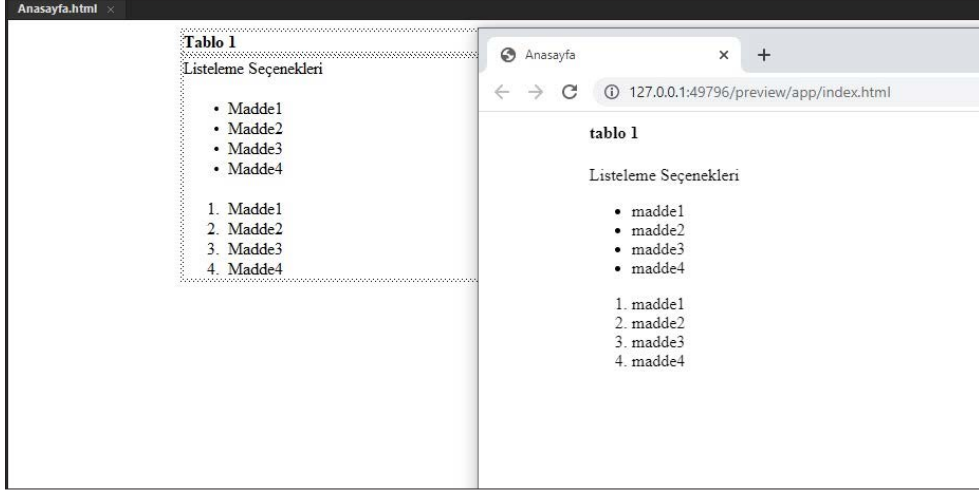 Anasayfa.html ×
Tablo 1
Listeleme Seçenekleri
• Madde1
• Madde2
• Madde3
• Madde4
1. Madde1
2. Madde2
3. Madde3
4. Madde4
Anasayfa
127.0.0.1:49796/preview/app/index.html
tablo 1
Listeleme Seçenekleri
• madde1
• madde2
• madde3
• madde4
1. madde1
2. madde2
3. madde3
4. madde4